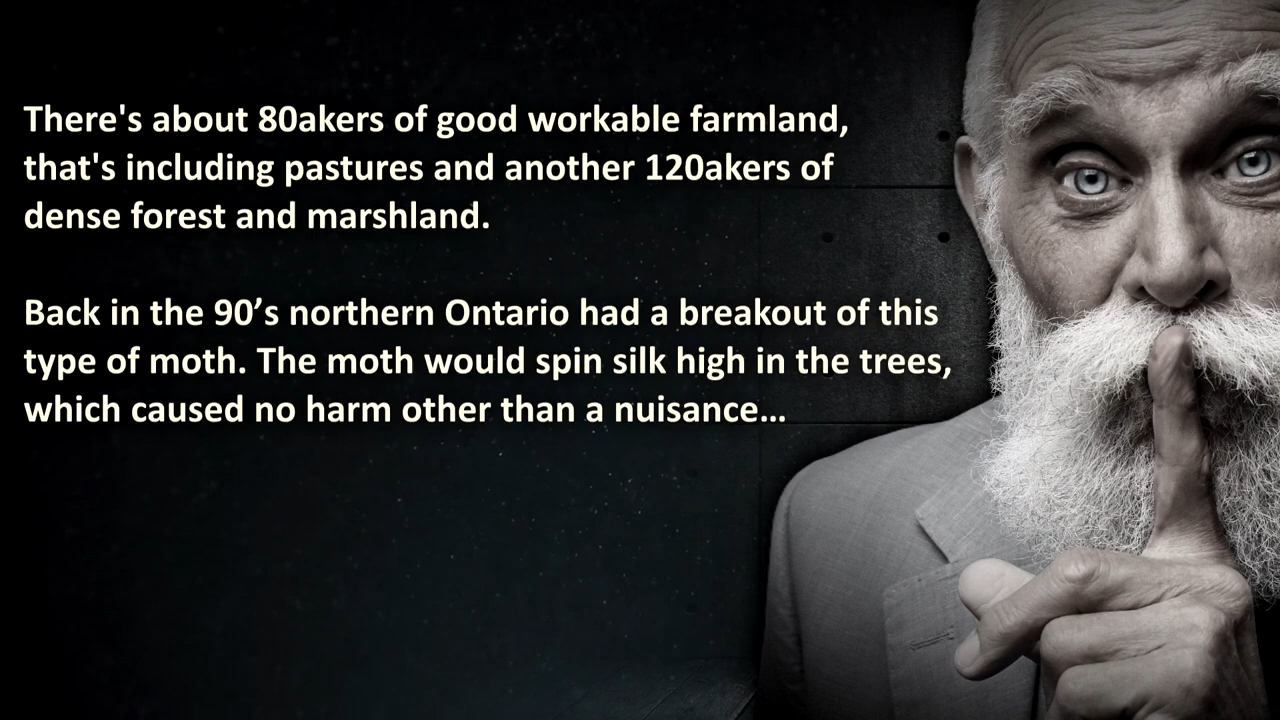 There's about 80akers of good workable farmland,
that's including pastures and another 120akers of
dense forest and marshland.
Back in the 90’s northern Ontario had a breakout of this
type of moth. The moth would spin silk high in the trees,
which caused no harm other than a nuisance…